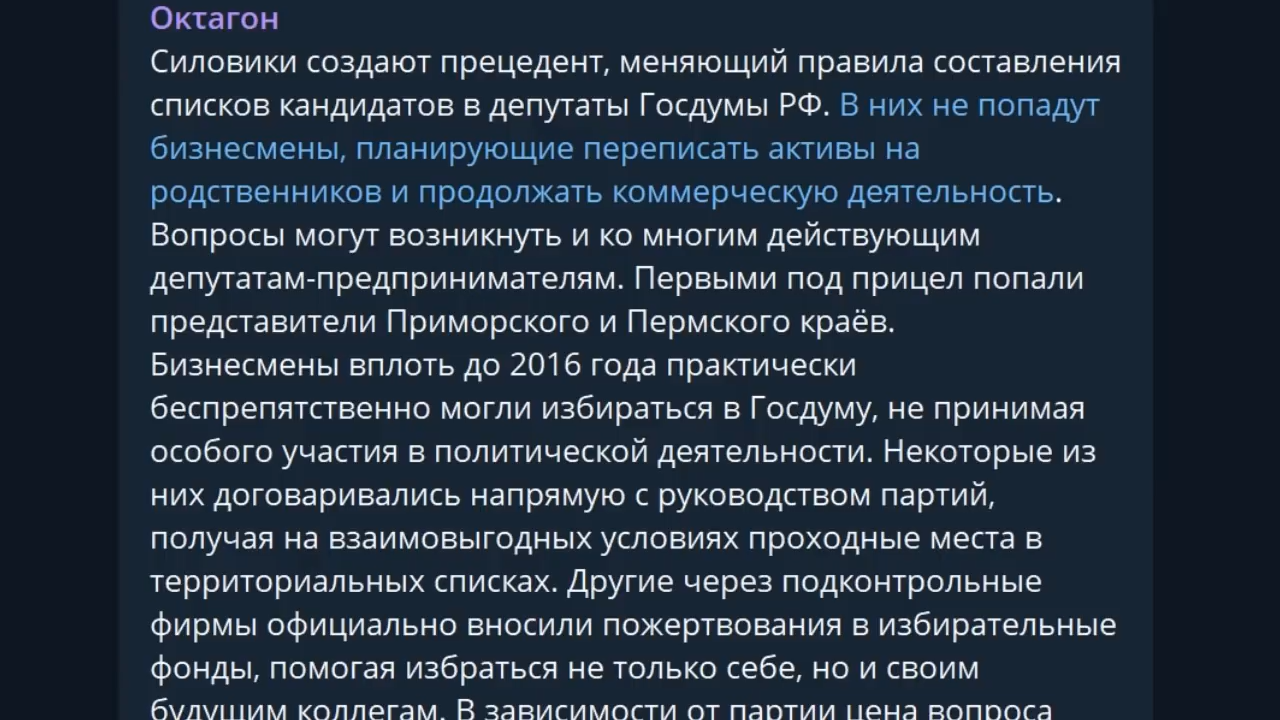 Октагон
Силовики создают прецедент, меняющий правила составления
списков кандидатов в депутаты Госдумы РФ. В них не попадут
бизнесмены, планирующие переписать активы на
родственников и продолжать коммерческую деятельность.
Вопросы могут возникнуть и ко многим действующим
депутатам-предпринимателям. Первыми под прицел попали
представители Приморского и Пермского краёв.
Бизнесмены вплоть до 2016 года практически
беспрепятственно могли избираться в Госдуму, не принимая
особого участия в политической деятельности. Некоторые из
них договаривались напрямую с руководством партий,
получая на взаимовыгодных условиях проходные места в
территориальных списках. Другие через подконтрольные
фирмы официально вносили пожертвования в избирательные
фонды, помогая избраться не только себе, но и своим
будущим коллегам. В зависимости от партии цена вопроса